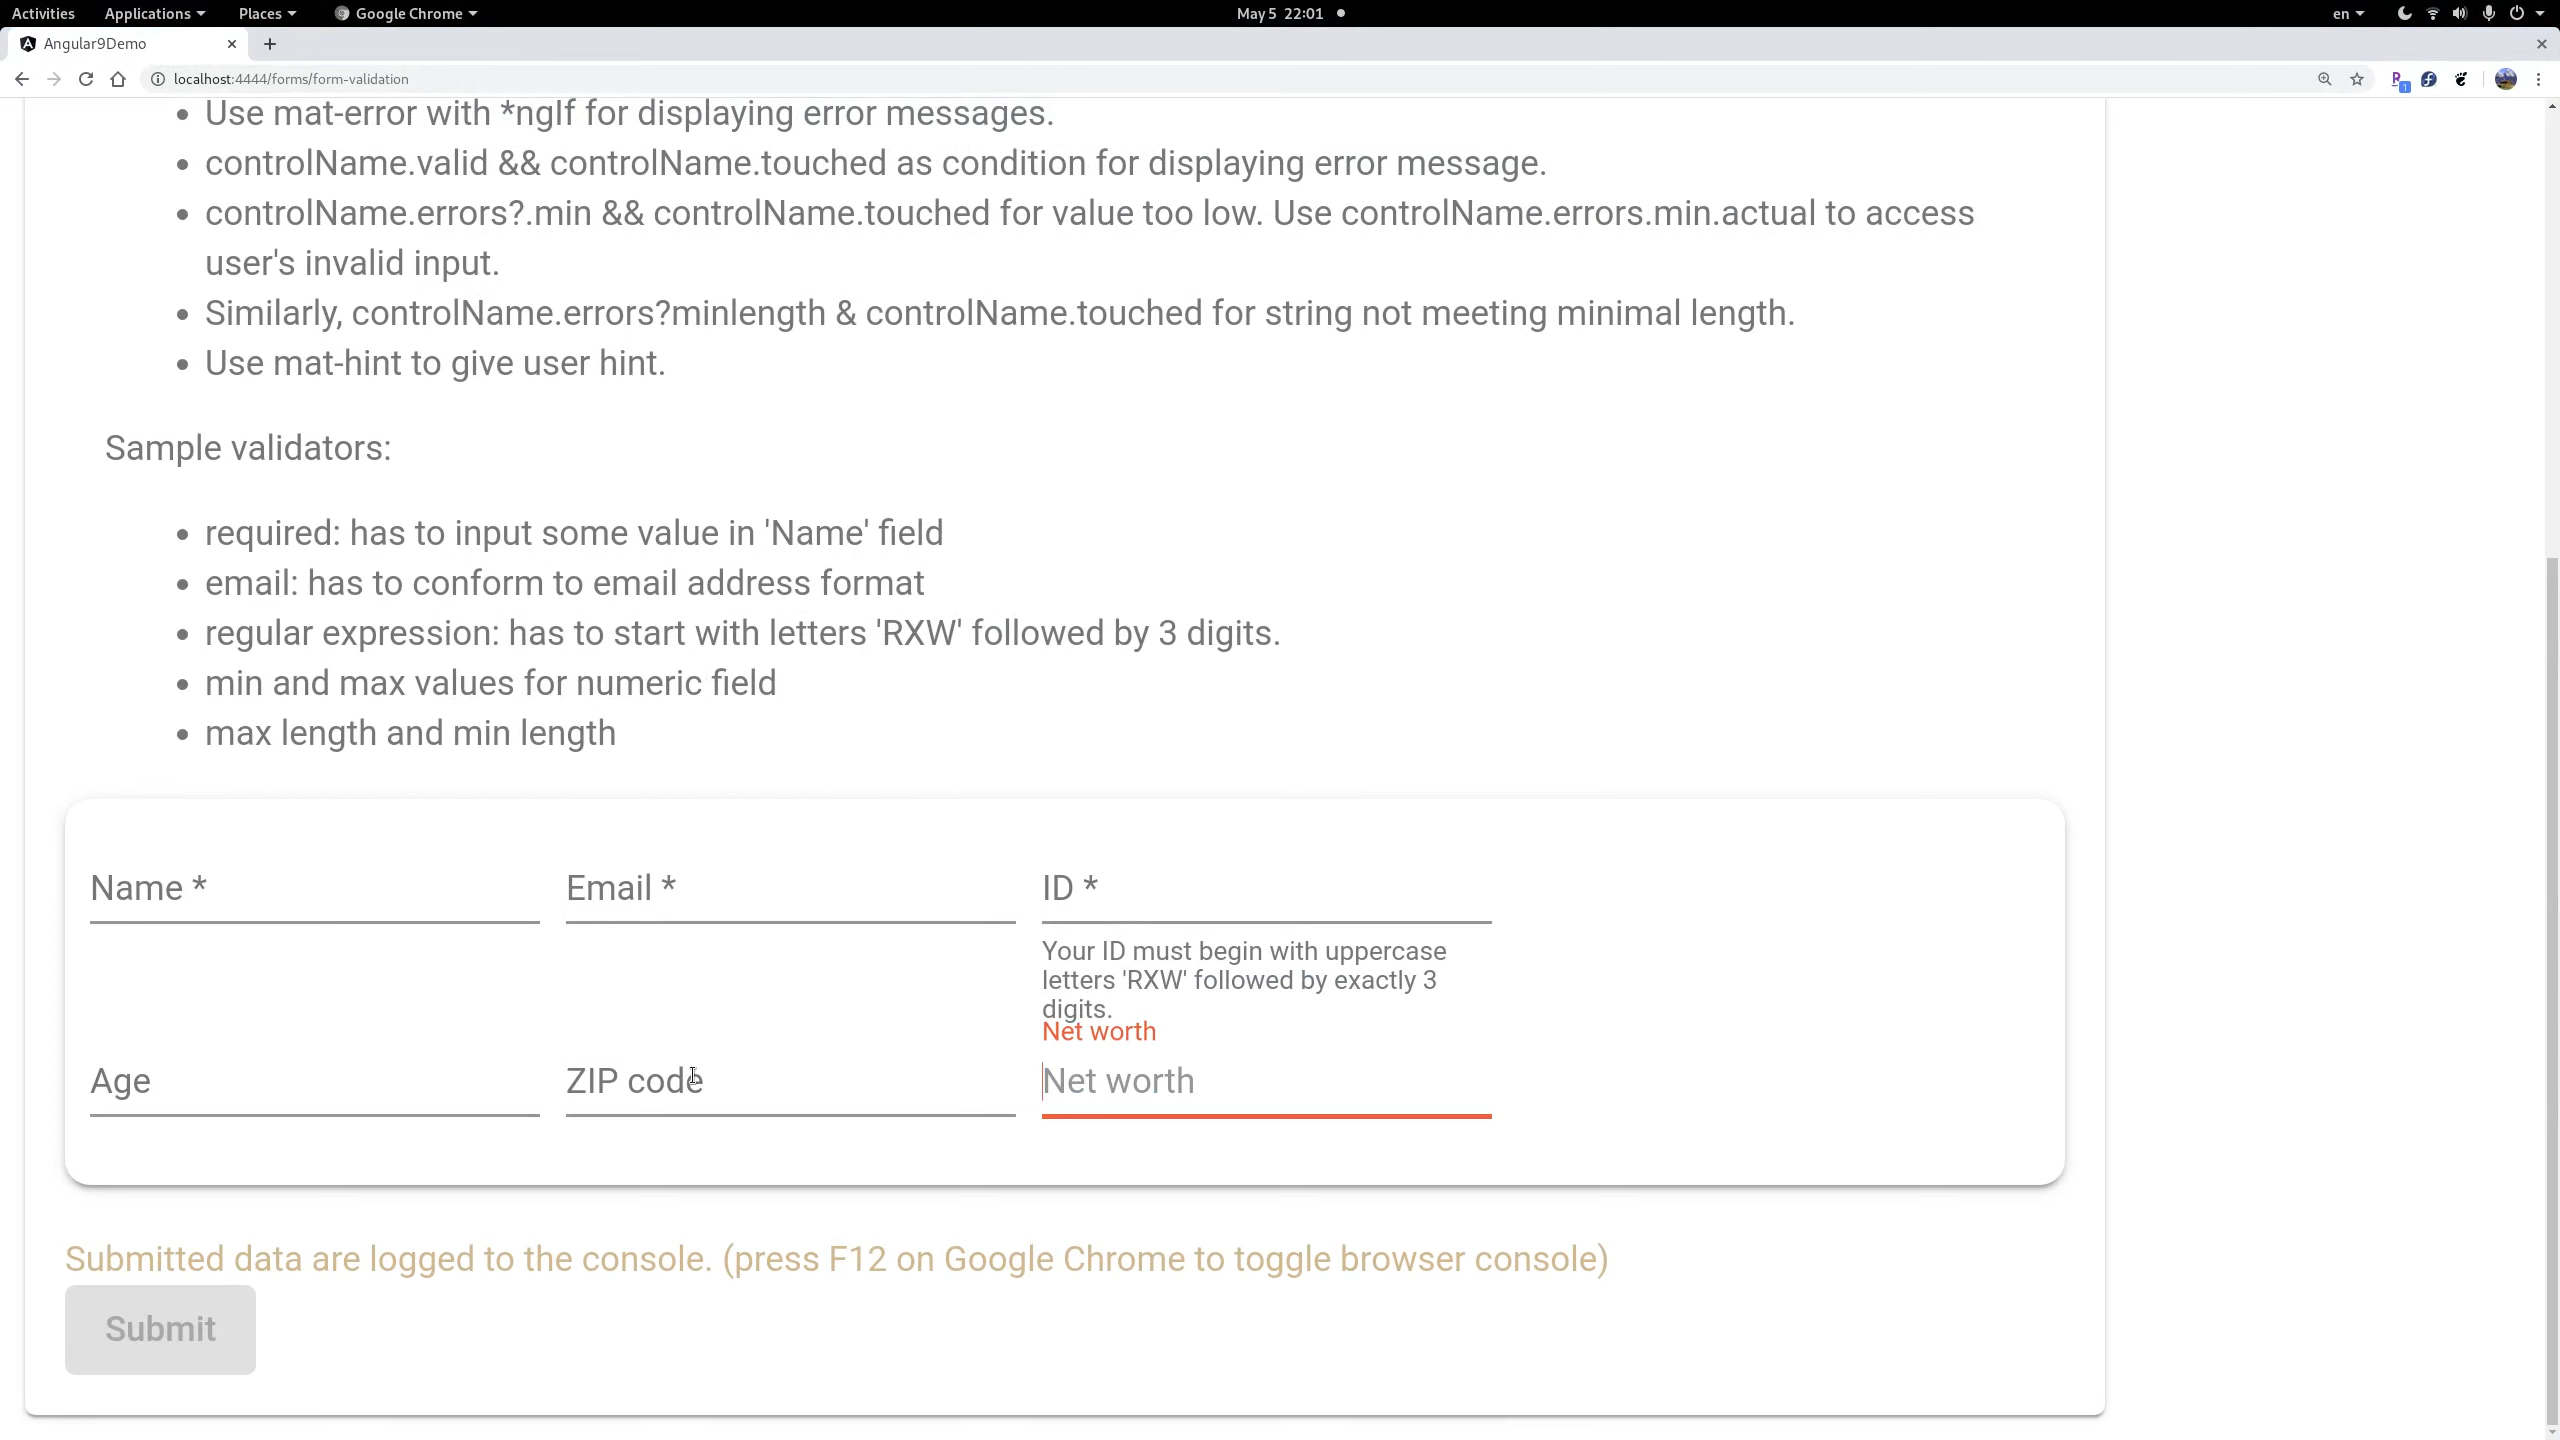 Activities Applications Places Google Chrome May 5 22:01 en
Angular9Demo
localhost:4444/forms/form-validation
1
Use mat-error with *ngIf for displaying error messages.
controlName.valid && controlName.touched as condition for displaying error message.
controlName.errors?.min && controlName.touched for value too low. Use controlName.errors.min.actual to access
user's invalid input.
Similarly, controlName.errors?minlength & controlName.touched for string not meeting minimal length.
Use mat-hint to give user hint.
Sample validators:
required: has to input some value in 'Name' field
email: has to conform to email address format
regular expression: has to start with letters 'RXW' followed by 3 digits.
min and max values for numeric field
max length and min length
Name * Email * ID *
Your ID must begin with uppercase
letters 'RXW' followed by exactly 3
digits.
Net worth
Age ZIP code Net worth
Submitted data are logged to the console. (press F12 on Google Chrome to toggle browser console)
Submit